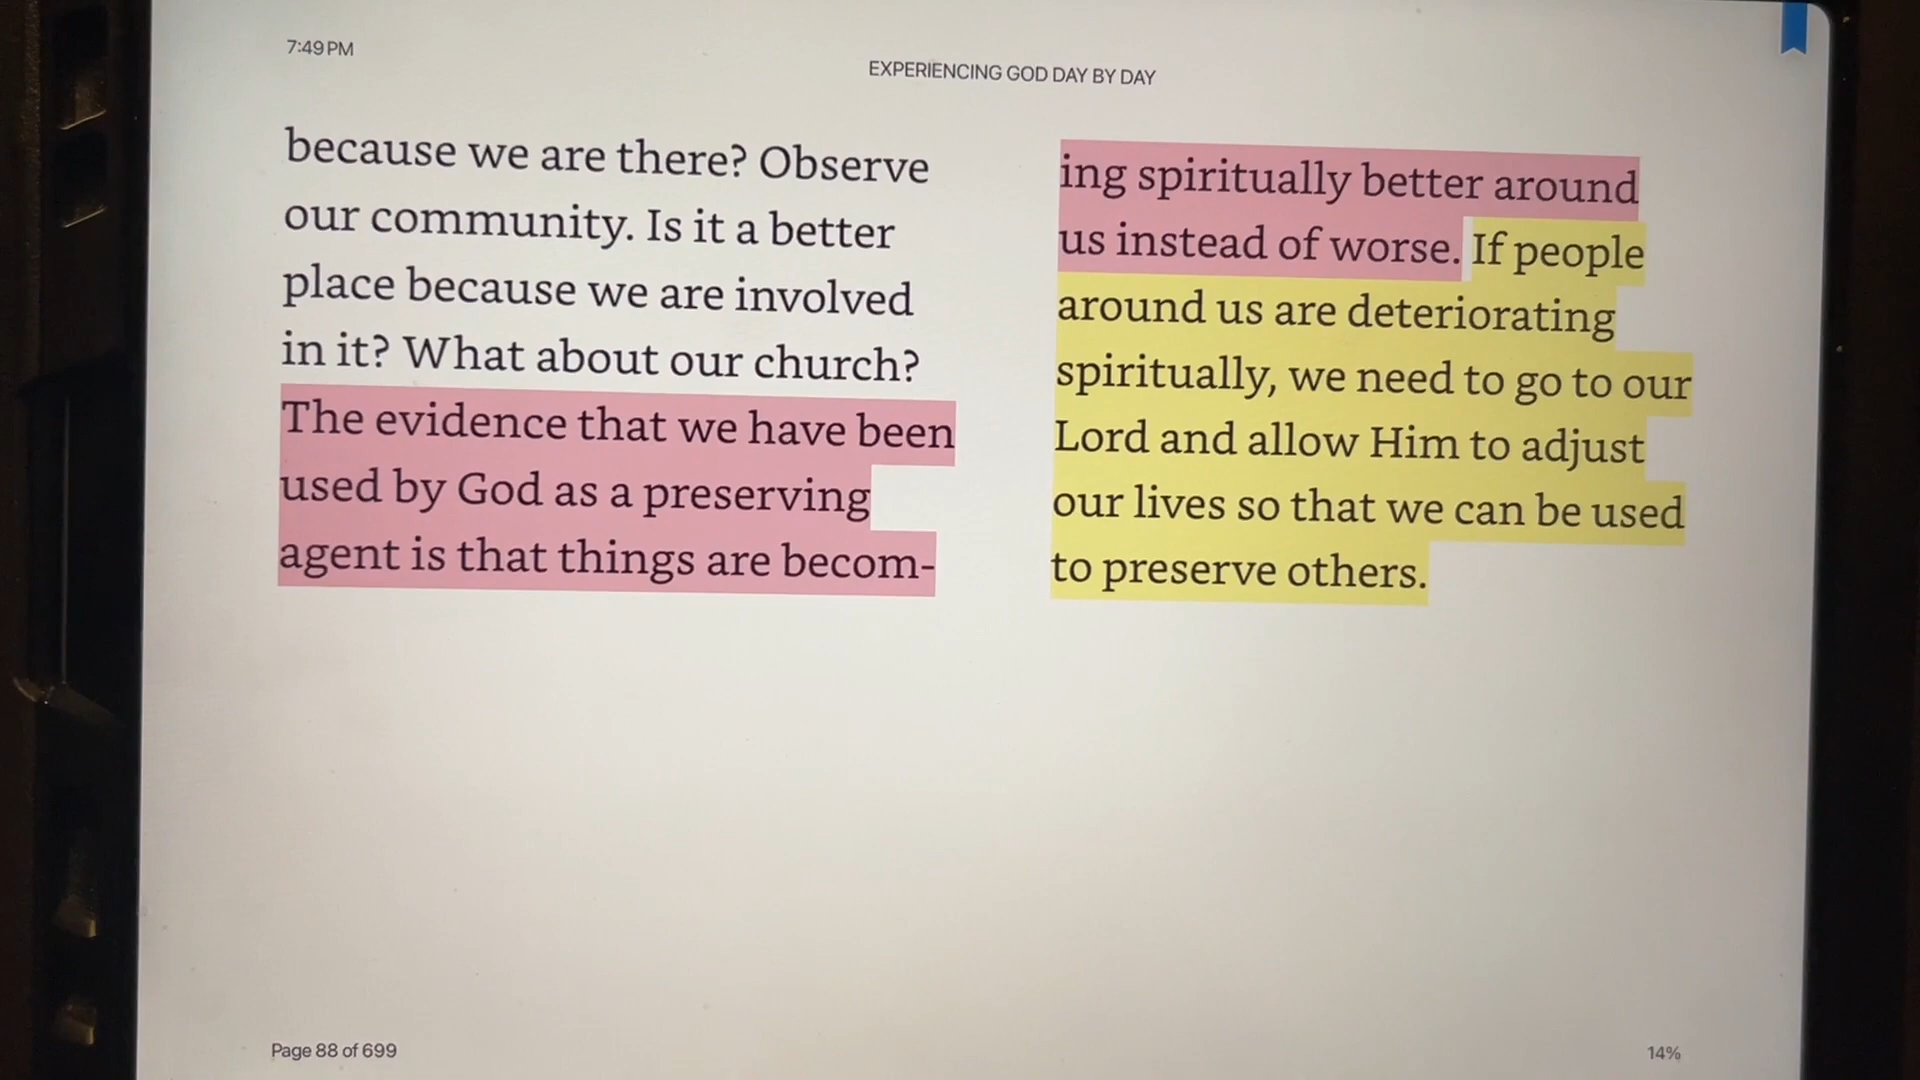 7:49 PM
EXPERIENCING GOD DAY BY DAY
because we are there? Observe
our community. Is it a better
place because we are involved
in it? What about our church?
The evidence that we have been
used by God as a preserving
agent is that things are becom-
ing spiritually better around
us instead of worse. If people
around us are deteriorating
spiritually, we need to go to our
Lord and allow Him to adjust
our lives so that we can be used
to preserve others.
Page 88 of 699
14%